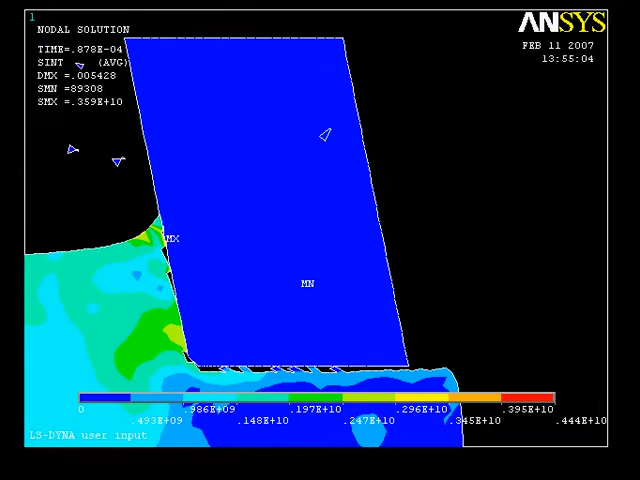 1
NODAL SOLUTION
TIME=.878E-04
SINT (AVG)
DMX =.005428
SMN =89308
SMX =.359E+10
ANSYS
FEB 11 2007
13:55:04
MX
MN
0 .986E+09 .197E+10 .296E+10 .395E+10
.493E+09 .148E+10 .247E+10 .345E+10 .444E+10
LS-DYNA user input